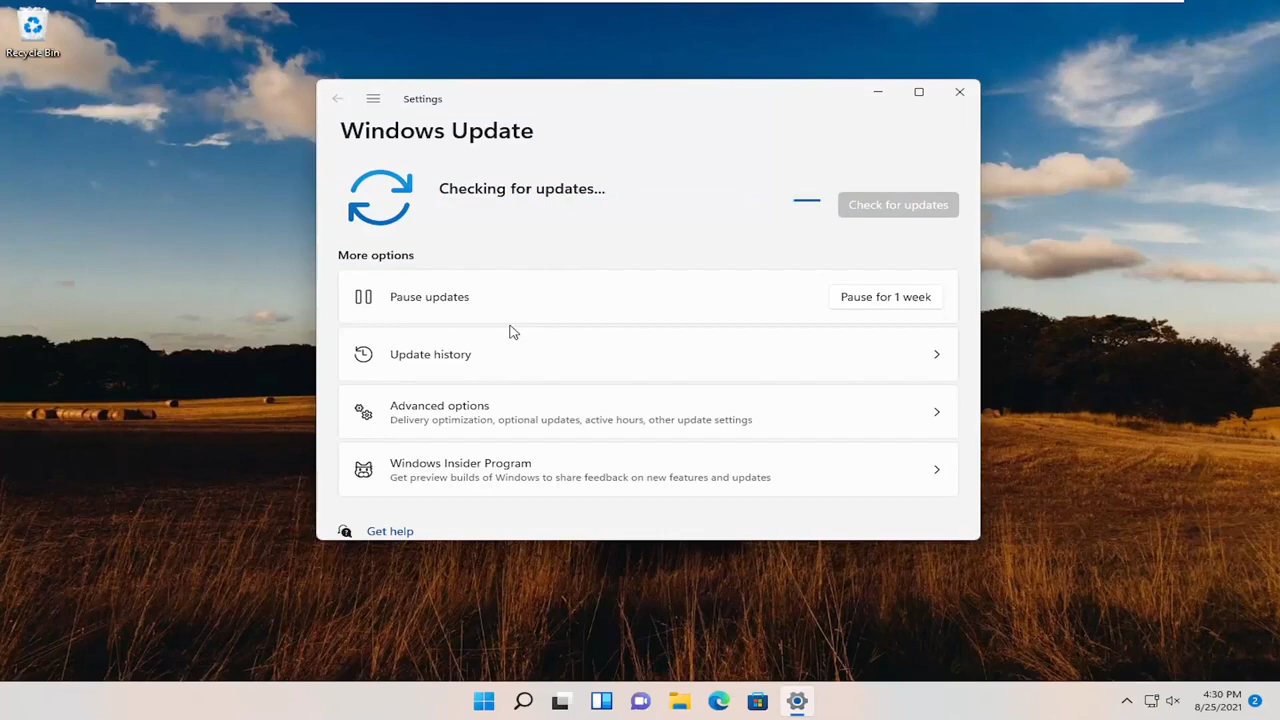 Recycle Bin
Settings
Windows Update
Checking for updates...
Check for updates
More options
Pause updates
Pause for 1 week
Update history
Advanced options
Delivery optimization, optional updates, active hours, other update settings
Windows Insider Program
Get preview builds of Windows to share feedback on new features and updates
Get help
4:30 PM
8/25/2021
2